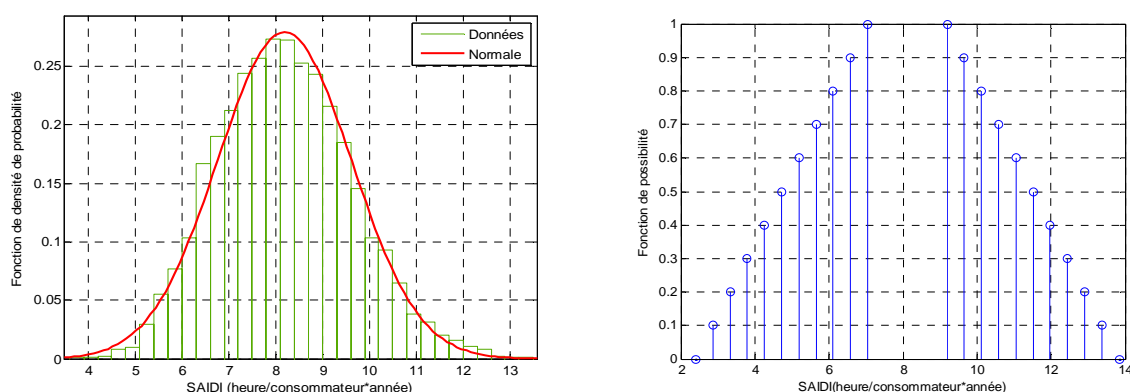 Fonction de densité de probabilité
0.25
0.2
0.15
0.1
0.05
0
4 5 6 7 8 9 10 11 12 13
SAIDI (heure/consommateur*année)
Données
Normale
Fonction de possibilité
1
0.9
0.8
0.7
0.6
0.5
0.4
0.3
0.2
0.1
0
2 4 6 8 10 12 14
SAIDI(heure/consommateur*année)